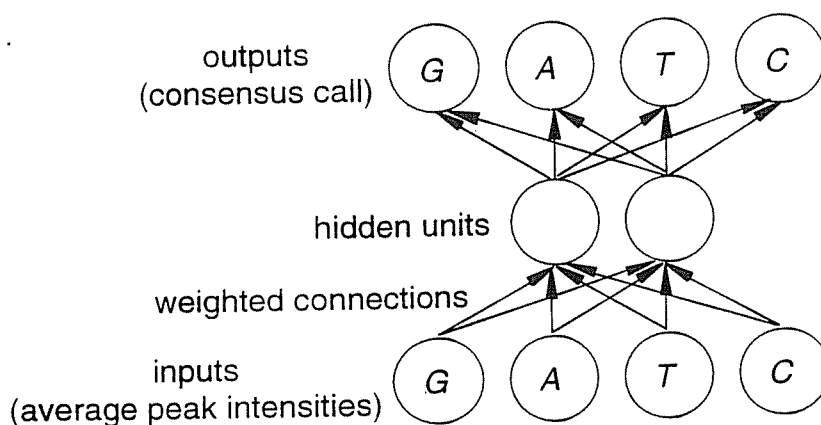 outputs
(consensus call)
G A T C
hidden units
weighted connections
inputs
(average peak intensities)
G A T C